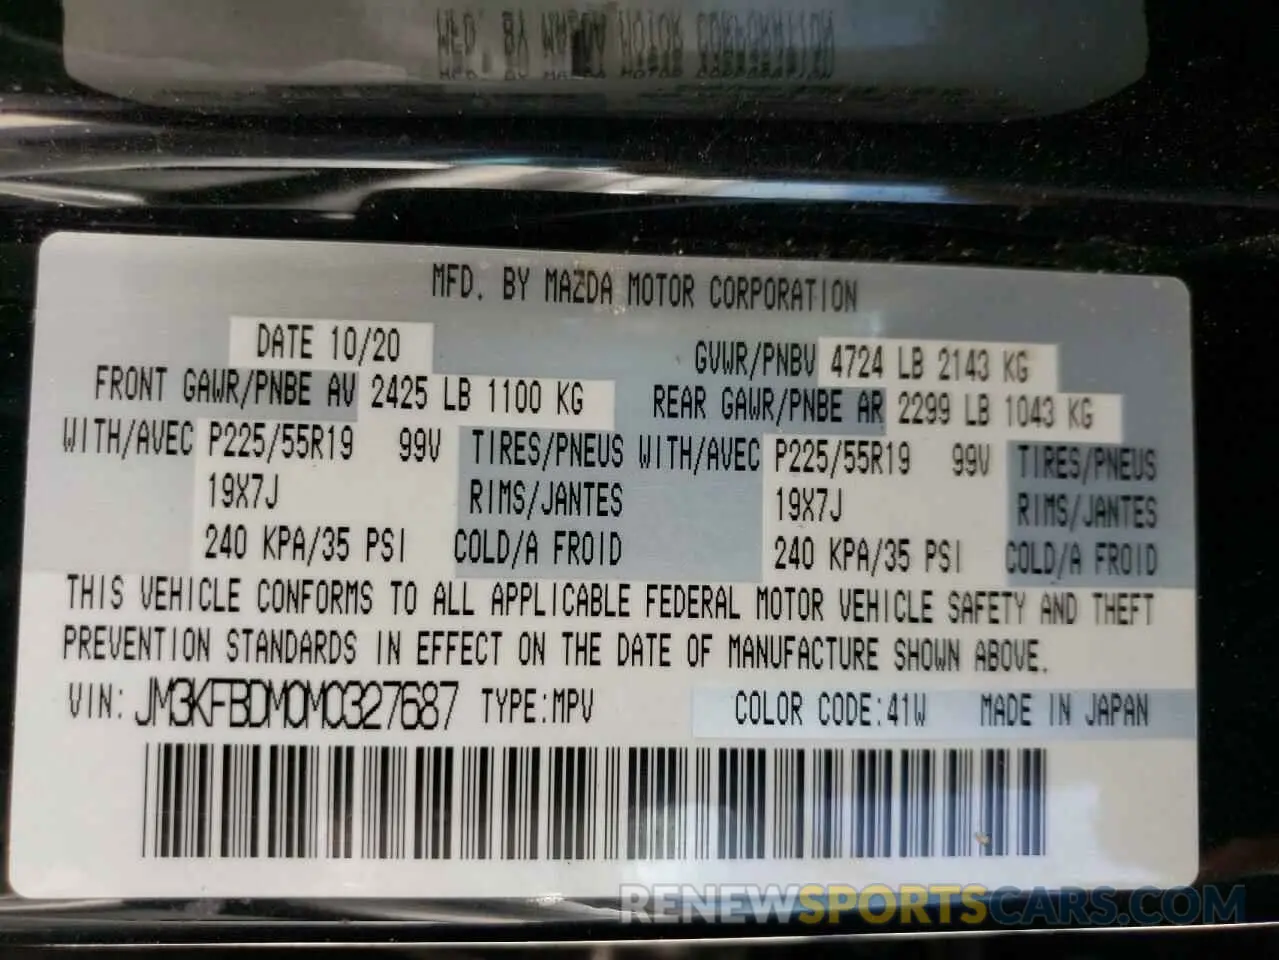 MFD. BY MAZDA MOTOR CORPORATION
DATE 10/20 GVWR/PNBV 4724 LB 2143 KG
FRONT GAWR/PNBE AV 2425 LB 1100 KG REAR GAWR/PNBE AR 2299 LB 1043 KG
WITH/AVEC P225/55R19 99V TIRES/PNEUS WITH/AVEC P225/55R19 99V TIRES/PNEUS
19X7J RIMS/JANTES 19X7J RIMS/JANTES
240 KPA/35 PSI COLD/A FROID 240 KPA/35 PSI COLD/A FROID
THIS VEHICLE CONFORMS TO ALL APPLICABLE FEDERAL MOTOR VEHICLE SAFETY AND THEFT
PREVENTION STANDARDS IN EFFECT ON THE DATE OF MANUFACTURE SHOWN ABOVE.
VIN: JM3KFBDM0M0327687 TYPE:MPV COLOR CODE:41W MADE IN JAPAN
RENEWSPORTSCARS.COM